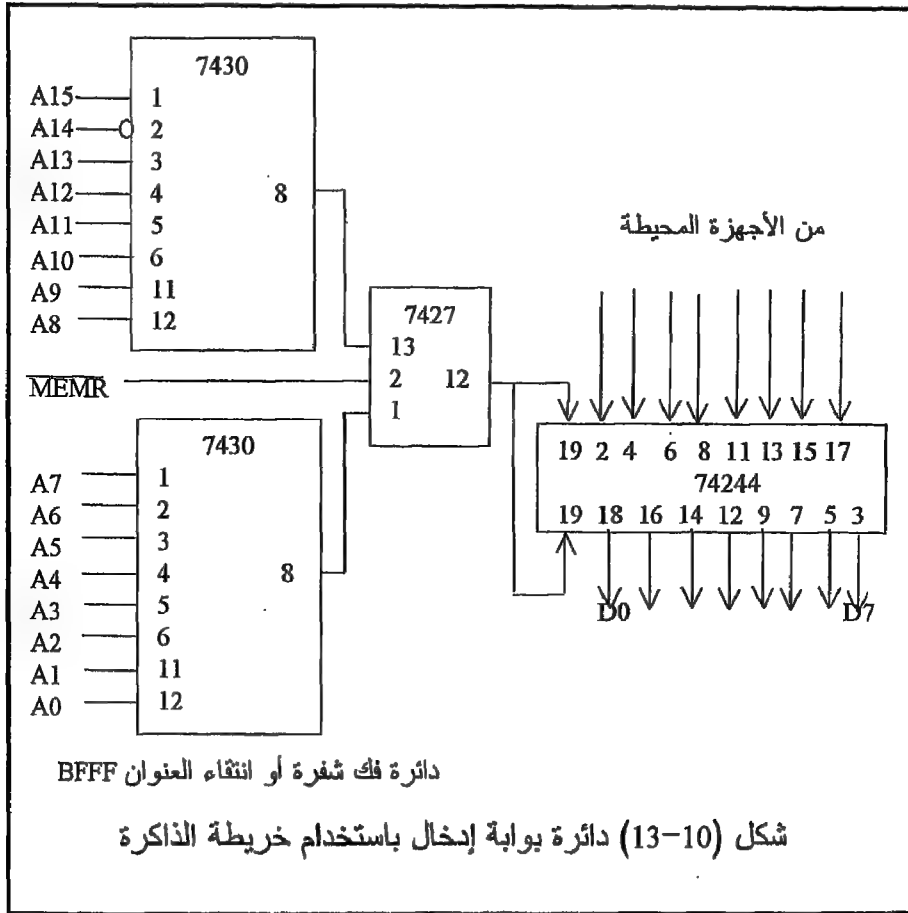 7430
A15 1
A14 2
A13 3
A12 4
A11 5
A10 6
A9 11
A8 12
8
من الأجهزة المحيطة
7427
13
2 12
1
MEMR
7430
A7 1
A6 2
A5 3
A4 4
A3 5
A2 6
A1 11
A0 12
8
19 2 4 6 8 11 13 15 17
74244
19 18 16 14 12 9 7 5 3
D0 D7
دائرة فك شفرة أو انتقاء العنوان BFFF
شكل (10-13) دائرة بوابة إدخال باستخدام خريطة الذاكرة